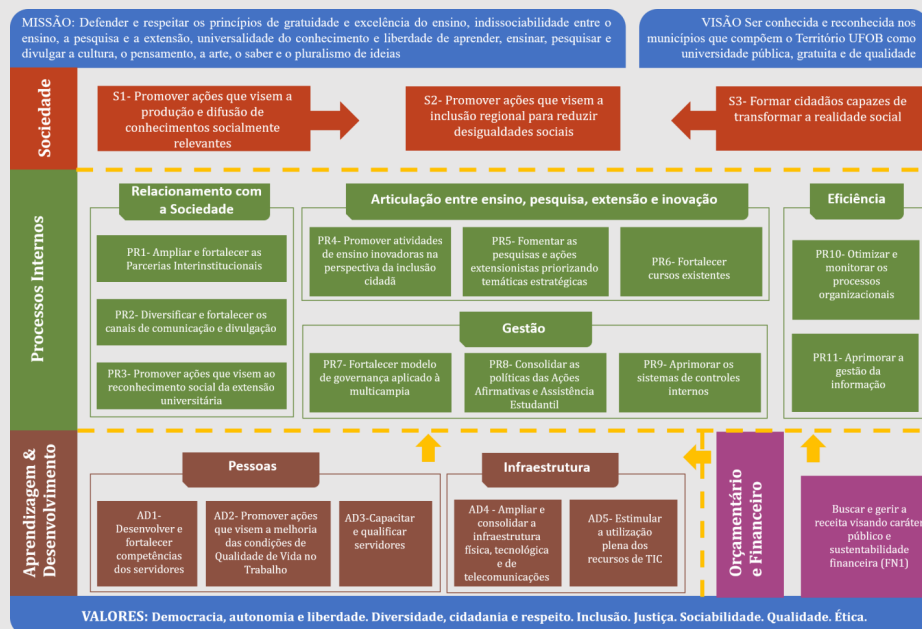 MISSÃO: Defender e respeitar os princípios de gratuidade e excelência do ensino, indissociabilidade entre o
ensino, a pesquisa e a extensão, universalidade do conhecimento e liberdade de aprender, ensinar, pesquisar e
divulgar a cultura, o pensamento, a arte, o saber e o pluralismo de ideias
VISÃO Ser conhecida e reconhecida nos
municípios que compõem o Território UFOB como
universidade pública, gratuita e de qualidade
Sociedade
S1- Promover ações que visem a
produção e difusão de
conhecimentos socialmente
relevantes
S2- Promover ações que visem a
inclusão regional para reduzir
desigualdades sociais
S3- Formar cidadãos capazes de
transformar a realidade social
Processos Internos
Relacionamento com
a Sociedade
PR1- Ampliar e fortalecer as
Parcerias Interinstitucionais
PR2- Diversificar e fortalecer os
canais de comunicação e divulgação
PR3- Promover ações que visem ao
reconhecimento social da extensão
universitária
Articulação entre ensino, pesquisa, extensão e inovação
PR4- Promover atividades
de ensino inovadoras na
perspectiva da inclusão
cidadã
PR5- Fomentar as
pesquisas e ações
extensionistas priorizando
temáticas estratégicas
PR6- Fortalecer
cursos existentes
Gestão
PR7- Fortalecer modelo
de governança aplicado à
multicampia
PR8- Consolidar as
políticas das Ações
Afirmativas e Assistência
Estudantil
PR9- Aprimorar os
sistemas de controles
internos
Eficiência
PR10- Otimizar e
monitorar os
processos
organizacionais
PR11- Aprimorar a
gestão da
informação
Aprendizagem &
Desenvolvimento
Pessoas
AD1-
Desenvolver e
fortalecer
competências
dos servidores
AD2- Promover ações
que visem a melhoria
das condições de
Qualidade de Vida no
Trabalho
AD3-Capacitar
e qualificar
servidores
Infraestrutura
AD4 - Ampliar e
consolidar a
infraestrutura
física, tecnológica
e de
telecomunicações
AD5- Estimular
a utilização
plena dos
recursos de TIC
Orçamentário
e Financeiro
Buscar e gerir a
receita visando caráter
público e
sustentabilidade
financeira (FN1)
VALORES: Democracia, autonomia e liberdade. Diversidade, cidadania e respeito. Inclusão. Justiça. Sociabilidade. Qualidade. Ética.